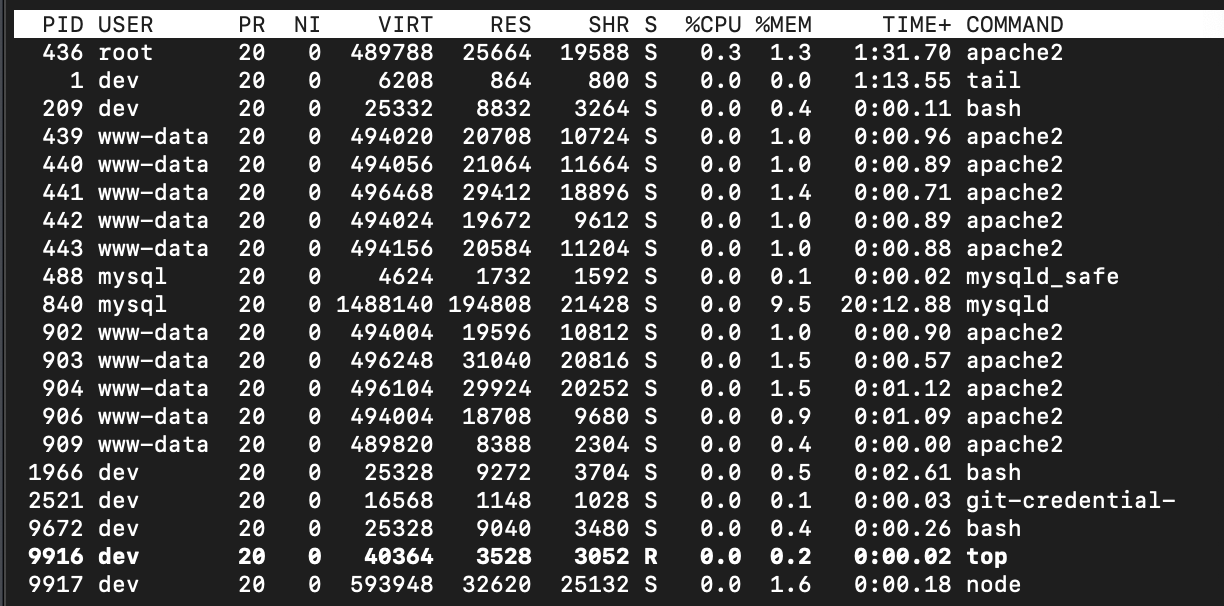 PID USER PR NI VIRT RES SHR S %CPU %MEM TIME+ COMMAND
436 root 20 0 489788 25664 19588 S 0.3 1.3 1:31.70 apache2
1 dev 20 0 6208 864 800 S 0.0 0.0 1:13.55 tail
209 dev 20 0 25332 8832 3264 S 0.0 0.4 0:00.11 bash
439 www-data 20 0 494020 20708 10724 S 0.0 1.0 0:00.96 apache2
440 www-data 20 0 494056 21064 11664 S 0.0 1.0 0:00.89 apache2
441 www-data 20 0 496468 29412 18896 S 0.0 1.4 0:00.71 apache2
442 www-data 20 0 494024 19672 9612 S 0.0 1.0 0:00.89 apache2
443 www-data 20 0 494156 20584 11204 S 0.0 1.0 0:00.88 apache2
488 mysql 20 0 4624 1732 1592 S 0.0 0.1 0:00.02 mysqld_safe
840 mysql 20 0 1488140 194808 21428 S 0.0 9.5 20:12.88 mysqld
902 www-data 20 0 494004 19596 10812 S 0.0 1.0 0:00.90 apache2
903 www-data 20 0 496248 31040 20816 S 0.0 1.5 0:00.57 apache2
904 www-data 20 0 496104 29924 20252 S 0.0 1.5 0:01.12 apache2
906 www-data 20 0 494004 18708 9680 S 0.0 0.9 0:01.09 apache2
909 www-data 20 0 489820 8388 2304 S 0.0 0.4 0:00.00 apache2
1966 dev 20 0 25328 9272 3704 S 0.0 0.5 0:02.61 bash
2521 dev 20 0 16568 1148 1028 S 0.0 0.1 0:00.03 git-credential-
9672 dev 20 0 25328 9040 3480 S 0.0 0.4 0:00.26 bash
9916 dev 20 0 40364 3528 3052 R 0.0 0.2 0:00.02 top
9917 dev 20 0 593948 32620 25132 S 0.0 1.6 0:00.18 node